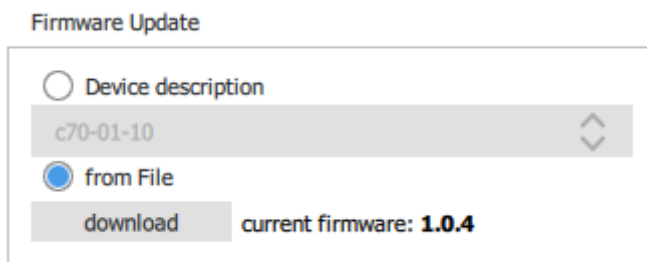 Firmware Update
Device description
c70-01-10
from File
download current firmware: 1.0.4